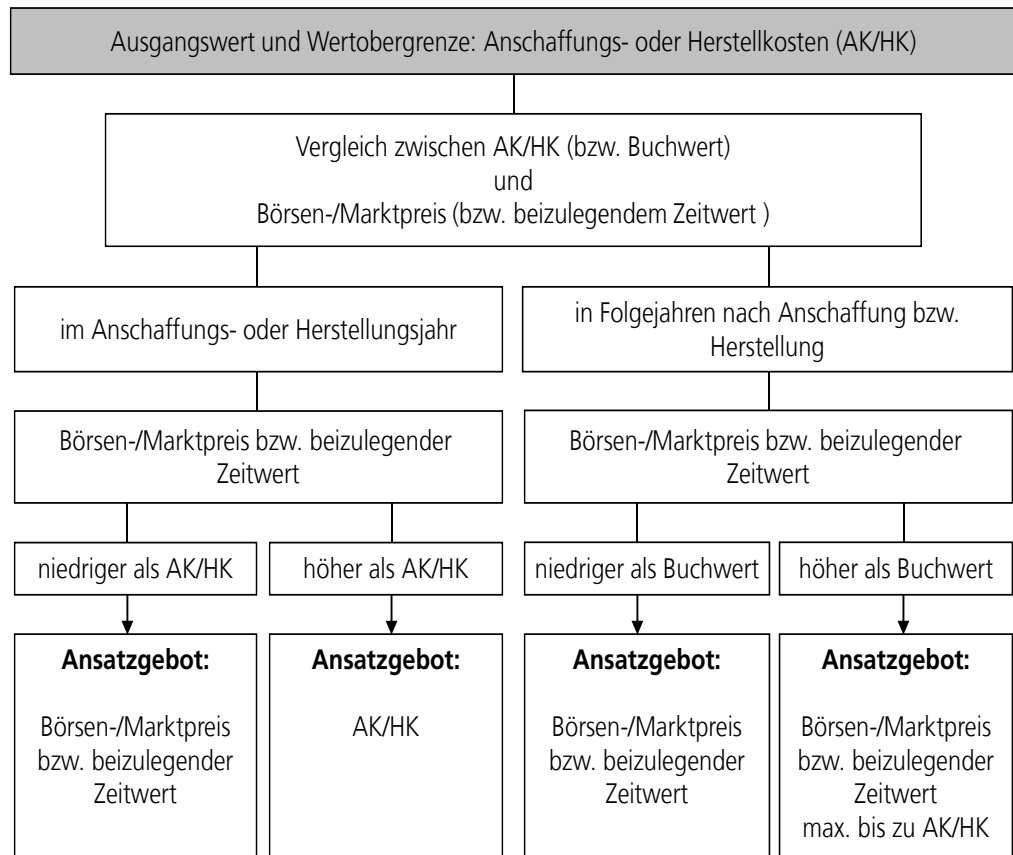 Ausgangswert und Wertobergrenze: Anschaffungs- oder Herstellkosten (AK/HK)
Vergleich zwischen AK/HK (bzw. Buchwert)
und
Börsen-/Marktpreis (bzw. beizulegendem Zeitwert )
im Anschaffungs- oder Herstellungsjahr
in Folgejahren nach Anschaffung bzw.
Herstellung
Börsen-/Marktpreis bzw. beizulegender
Zeitwert
Börsen-/Marktpreis bzw. beizulegender
Zeitwert
niedriger als AK/HK
höher als AK/HK
niedriger als Buchwert
höher als Buchwert
Ansatzgebot:
Börsen-/Marktpreis
bzw. beizulegender
Zeitwert
Ansatzgebot:
AK/HK
Ansatzgebot:
Börsen-/Marktpreis
bzw. beizulegender
Zeitwert
Ansatzgebot:
Börsen-/Marktpreis
bzw. beizulegender
Zeitwert
max. bis zu AK/HK